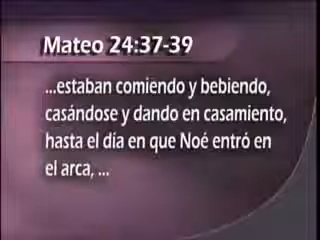 Mateo 24:37-39
...estaban comiendo y bebiendo,
casándose y dando en casamiento,
hasta el día en que Noé entró en
el arca, ...